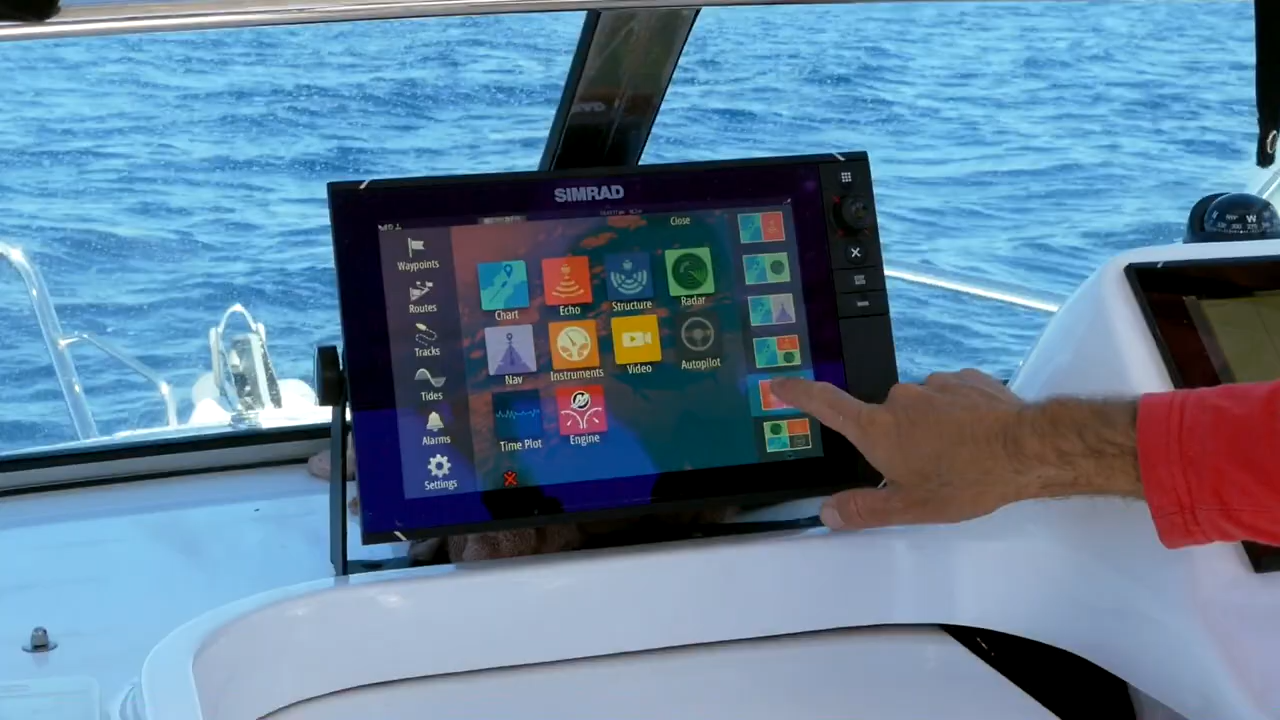 SIMRAD
Close
Waypoints
Routes
Tracks
Tides
Alarms
Settings
Chart
Echo
Structure
Radar
Nav
Instruments
Video
Autopilot
Time Plot
Engine
W